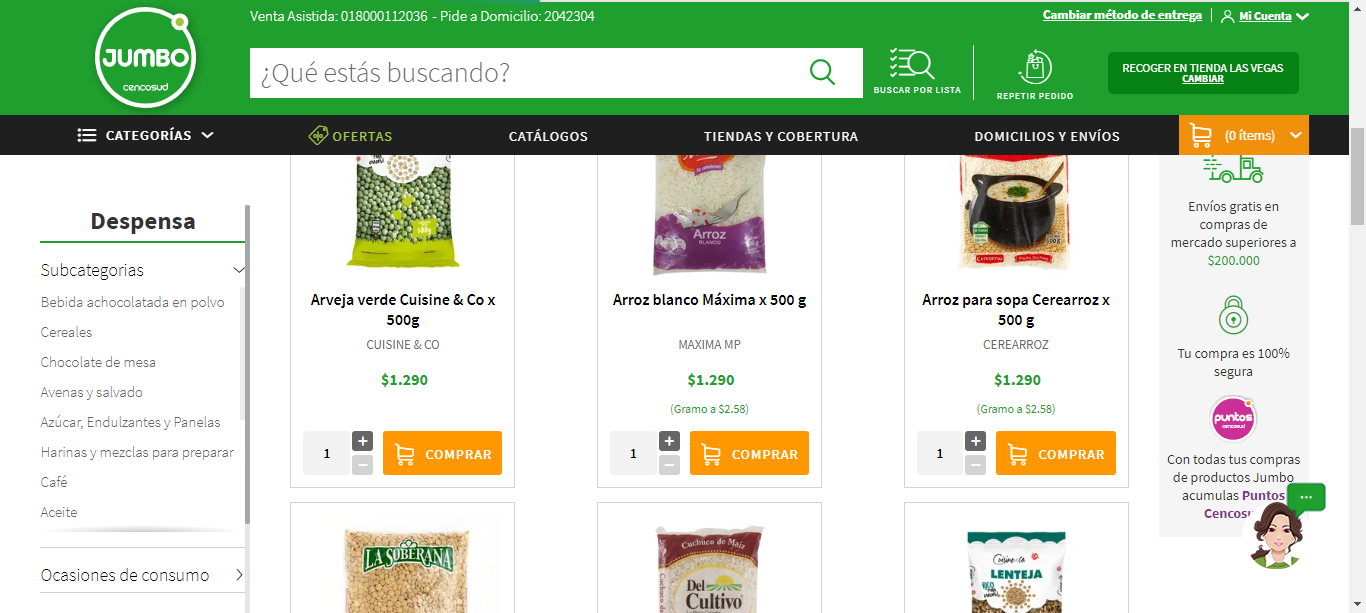 Venta Asistida: 018000112036 - Pide a Domicilio: 2042304
Cambiar método de entrega
Mi Cuenta
JUMBO
cencosud
¿Qué estás buscando?
BUSCAR POR LISTA
REPETIR PEDIDO
RECOGER EN TIENDA LAS VEGAS
CAMBIAR
CATEGORÍAS
OFERTAS
CATÁLOGOS
TIENDAS Y COBERTURA
DOMICILIOS Y ENVÍOS
(0 ítems)
Despensa
Subcategorias
Bebida achocolatada en polvo
Cereales
Chocolate de mesa
Avenas y salvado
Azúcar, Endulzantes y Panelas
Harinas y mezclas para preparar
Café
Aceite
Ocasiones de consumo
500g
Arveja verde Cuisine & Co x
500g
CUISINE & CO
$1.290
1
+
−
COMPRAR
Arroz
BLANCO
Arroz blanco Máxima x 500 g
MAXIMA MP
$1.290
(Gramo a $2.58)
1
+
−
COMPRAR
Cerearroz
500g
Arroz para sopa Cerearroz x
500 g
CEREARROZ
$1.290
(Gramo a $2.58)
1
+
−
COMPRAR
LA SOBERANA
Cuchuco de Maíz
Del
Cultivo
Cuisine & Co
LENTEJA
Envíos gratis en
compras de
mercado superiores a
$200.000
Tu compra es 100%
segura
puntos
cencosud
Con todas tus compras
de productos Jumbo
acumulas Puntos